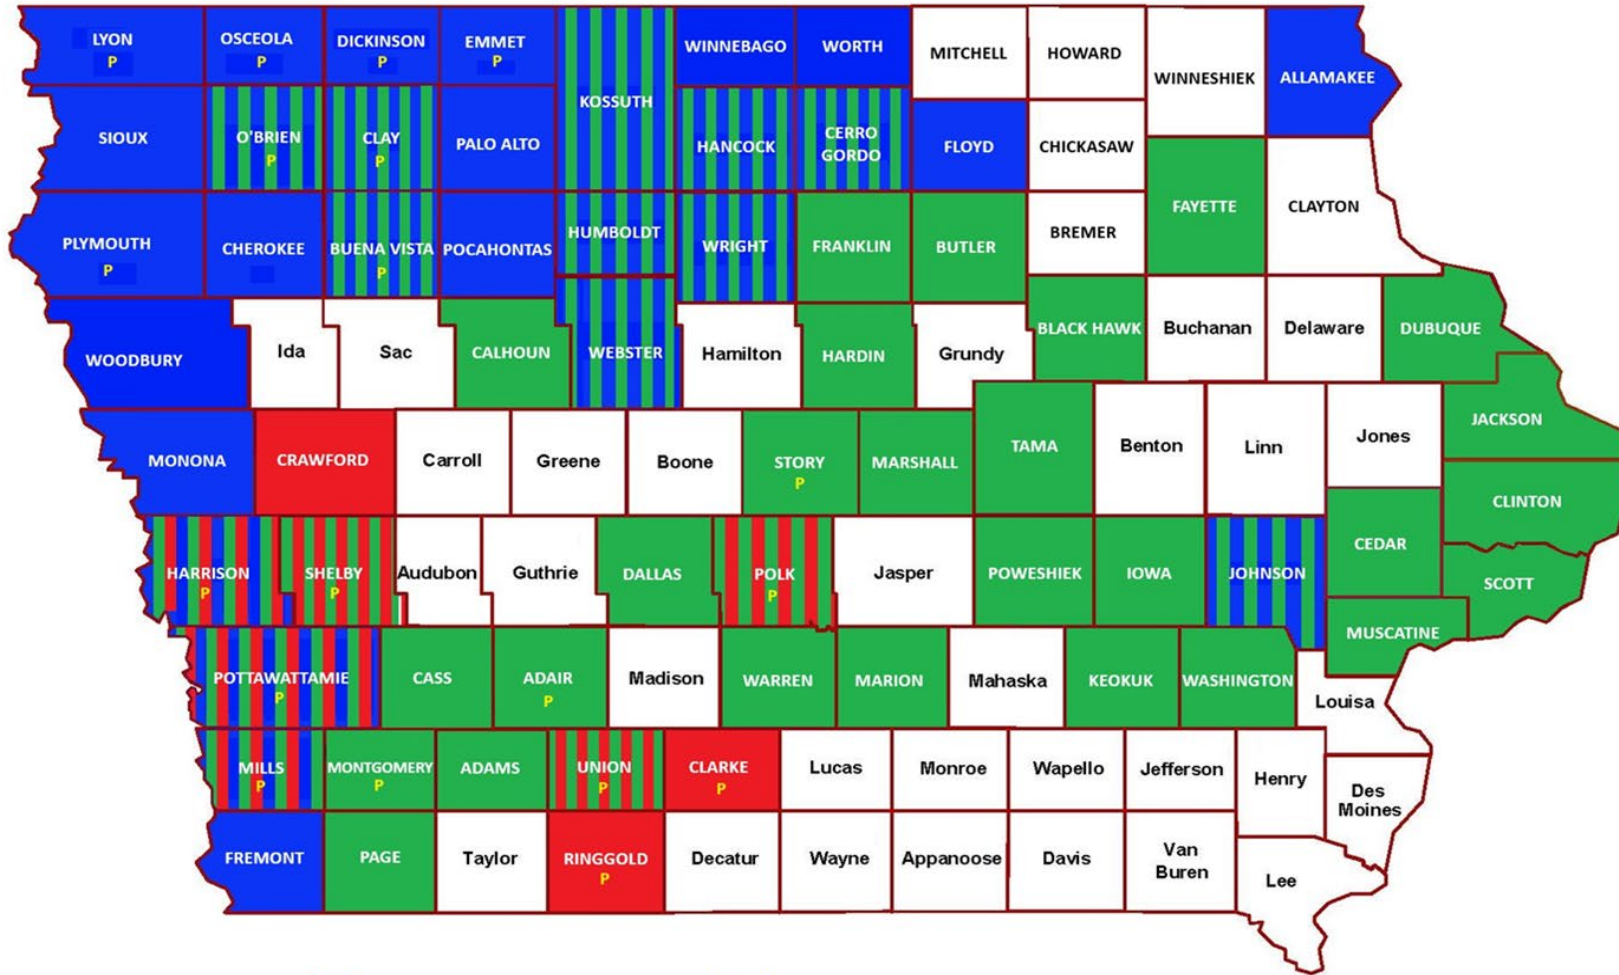 LYON
P
OSCEOLA
P
DICKINSON
P
EMMET
P
KOSSUTH
WINNEBAGO
WORTH
MITCHELL
HOWARD
WINNESHIEK
ALLAMAKEE
SIOUX
O'BRIEN
P
CLAY
P
PALO ALTO
HANCOCK
CERRO
GORDO
FLOYD
CHICKASAW
PLYMOUTH
P
CHEROKEE
BUENA VISTA
P
POCAHONTAS
HUMBOLDT
WRIGHT
FRANKLIN
BUTLER
BREMER
FAYETTE
CLAYTON
WOODBURY
Ida
Sac
CALHOUN
WEBSTER
Hamilton
HARDIN
Grundy
BLACK HAWK
Buchanan
Delaware
DUBUQUE
MONONA
CRAWFORD
Carroll
Greene
Boone
STORY
P
MARSHALL
TAMA
Benton
Linn
Jones
JACKSON
CLINTON
HARRISON
P
SHELBY
P
Audubon
Guthrie
DALLAS
POLK
P
Jasper
POWESHIEK
IOWA
JOHNSON
CEDAR
SCOTT
MUSCATINE
POTTAWATTAMIE
P
CASS
ADAIR
P
Madison
WARREN
MARION
Mahaska
KEOKUK
WASHINGTON
Louisa
MILLS
P
MONTGOMERY
P
ADAMS
UNION
P
CLARKE
P
Lucas
Monroe
Wapello
Jefferson
Henry
Des
Moines
FREMONT
PAGE
Taylor
RINGGOLD
P
Decatur
Wayne
Appanoose
Davis
Van
Buren
Lee